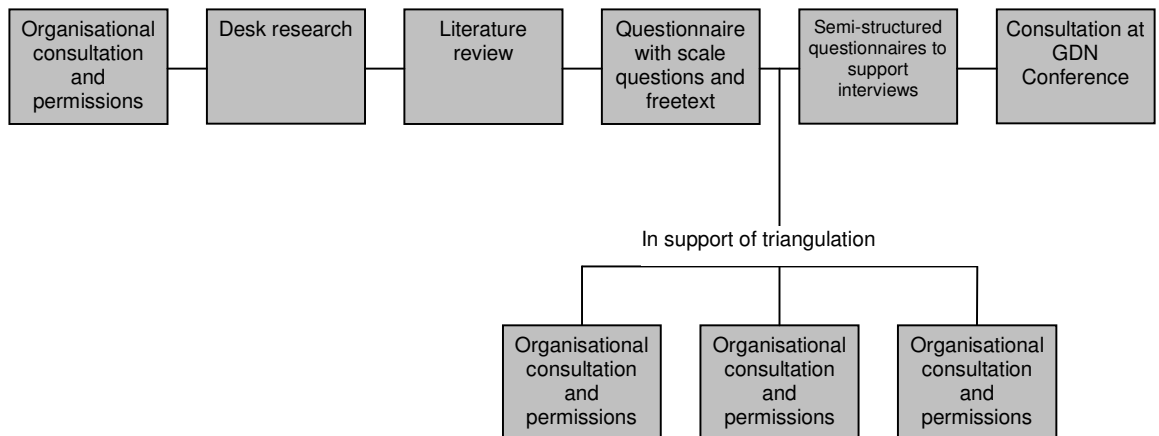 Organisational
consultation
and
permissions
Desk research
Literature
review
Questionnaire
with scale
questions and
freetext
Semi-structured
questionnaires to
support
interviews
Consultation at
GDN
Conference
In support of triangulation
Organisational
consultation
and
permissions
Organisational
consultation
and
permissions
Organisational
consultation
and
permissions